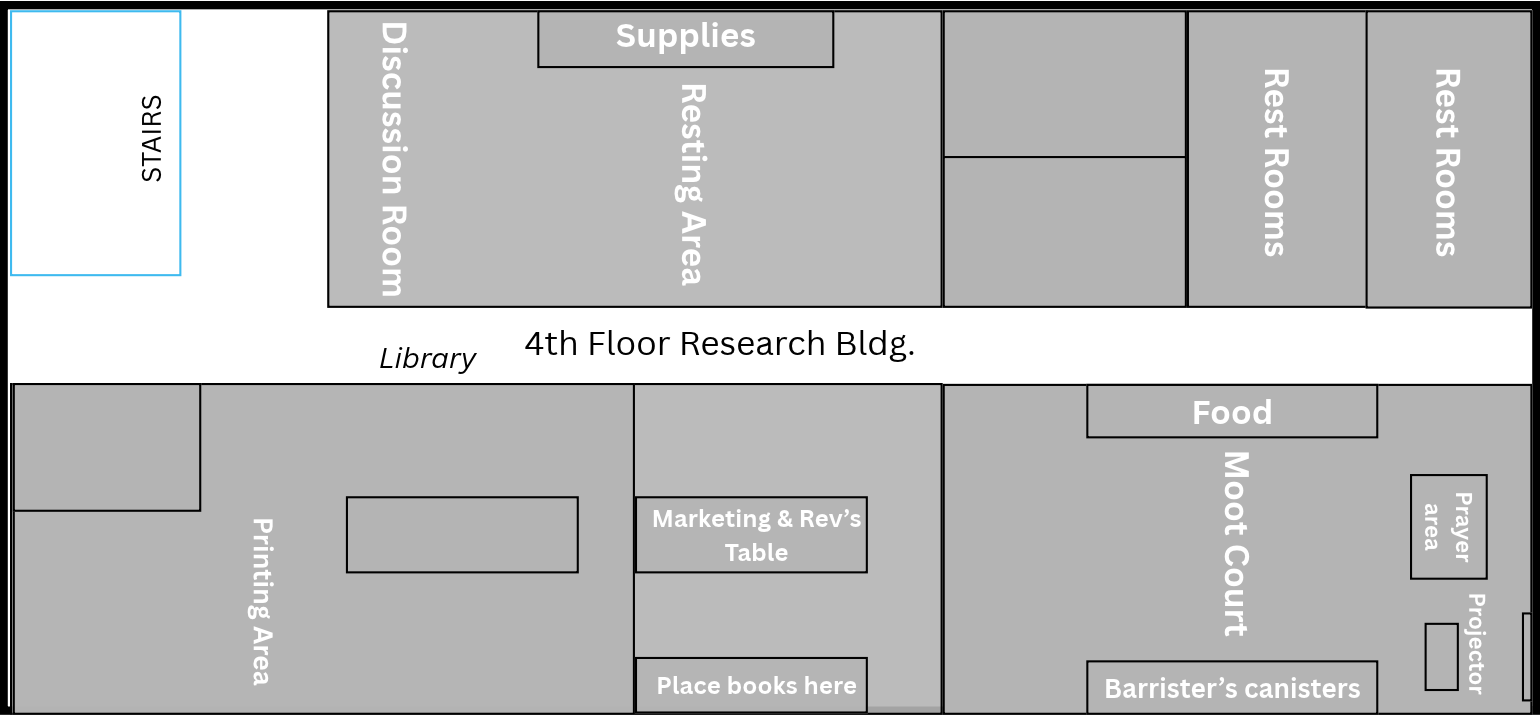 STAIRS
Discussion Room
Supplies
Resting Area
Rest Rooms
Rest Rooms
Library
4th Floor Research Bldg.
Printing Area
Marketing & Rev’s
Table
Place books here
Food
Moot Court
Prayer
area
Projector
Barrister’s canisters